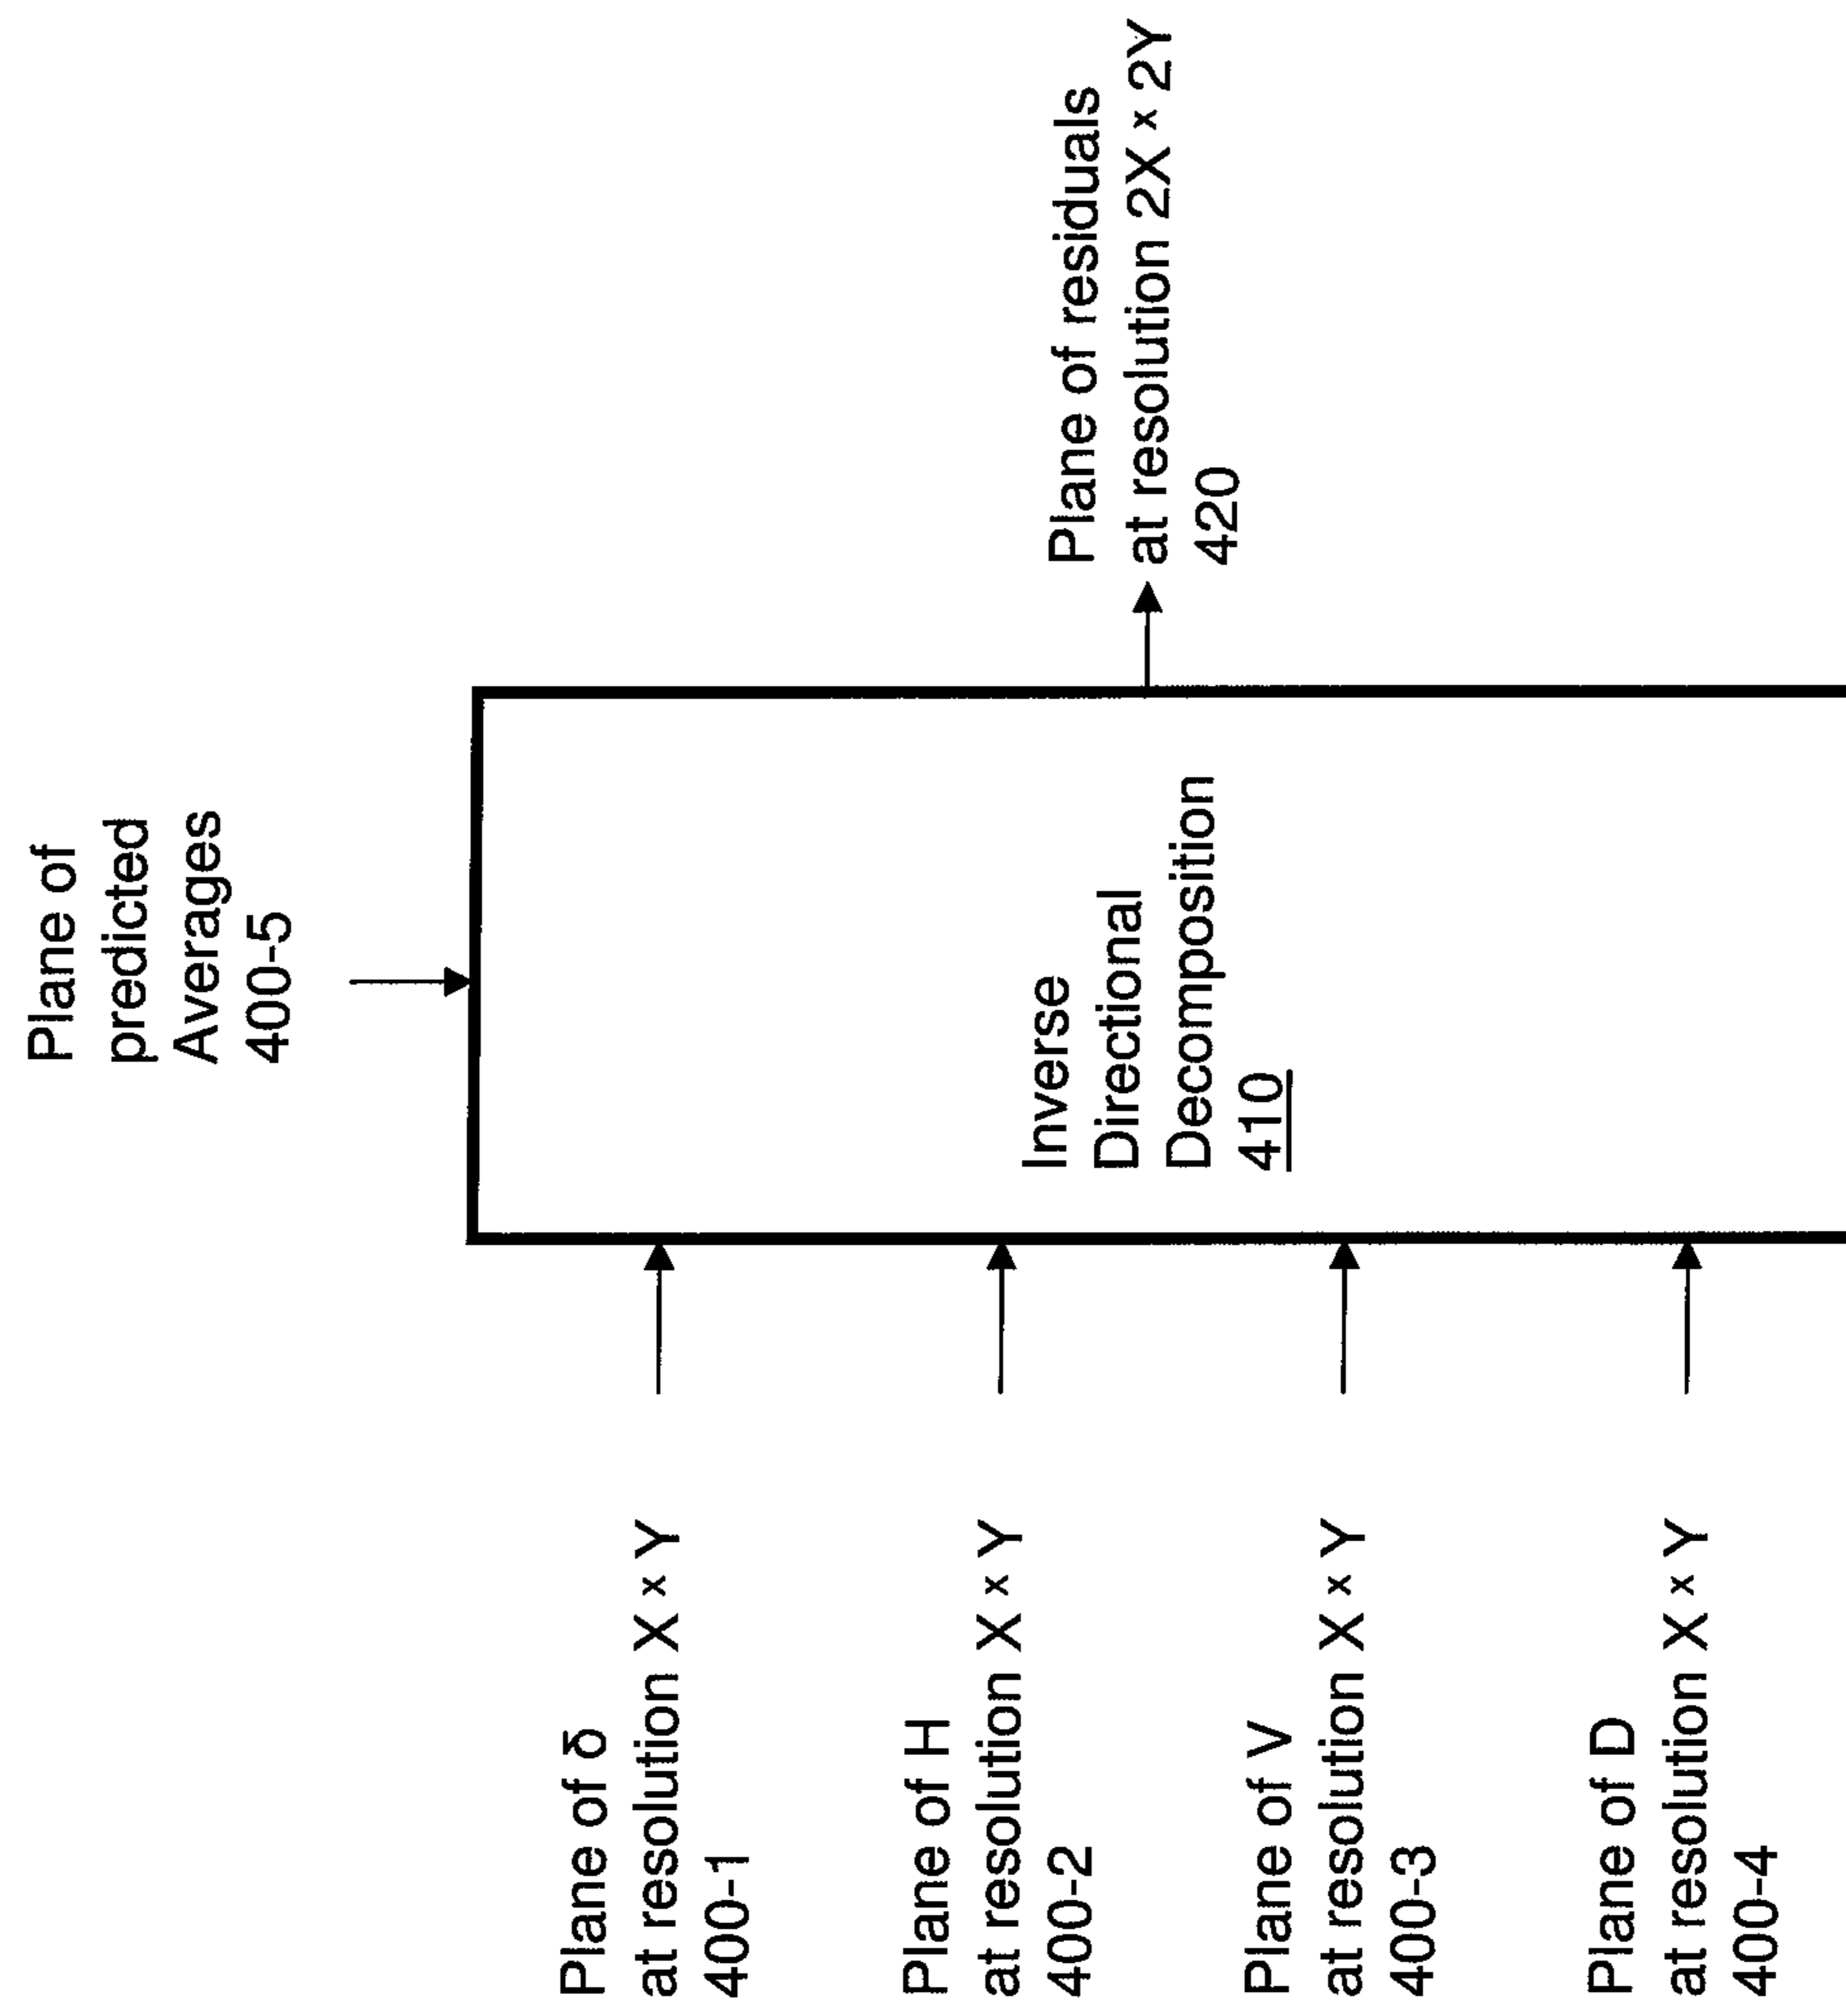 Plane of
predicted
Averages
400-5
Plane of δ
at resolution X x Y
400-1
Plane of H
at resolution X x Y
400-2
Plane of V
at resolution X x Y
400-3
Plane of D
at resolution X x Y
400-4
Inverse
Directional
Decomposition
410
Plane of residuals
at resolution 2X x 2Y
420